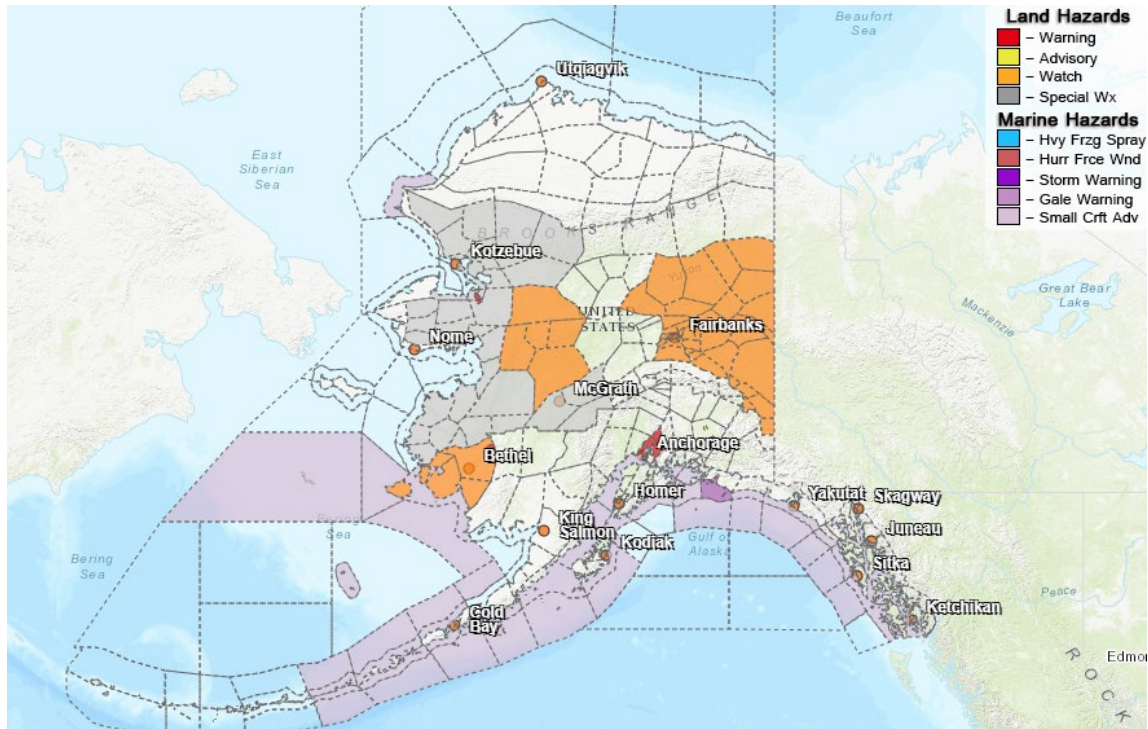 Beaufort
Sea
Land Hazards
– Warning
– Advisory
– Watch
– Special Wx
Marine Hazards
– Hvy Frzg Spray
– Hurr Frce Wnd
– Storm Warning
– Gale Warning
– Small Crft Adv
Utqiagvik
East
Siberian
Sea
BROOKS RANGE
Kotzebue
Yukon
Great Bear
Lake
Mackenzie
UNITED
STATES
Fairbanks
Nome
McGrath
Anchorage
Bethel
Homer
Yakutat
Skagway
King
Salmon
Juneau
Kodiak
Gulf of
Alaska
Sitka
Bering
Sea
Sea
Peace
Cold
Bay
Ketchikan
Edmo
ROCK